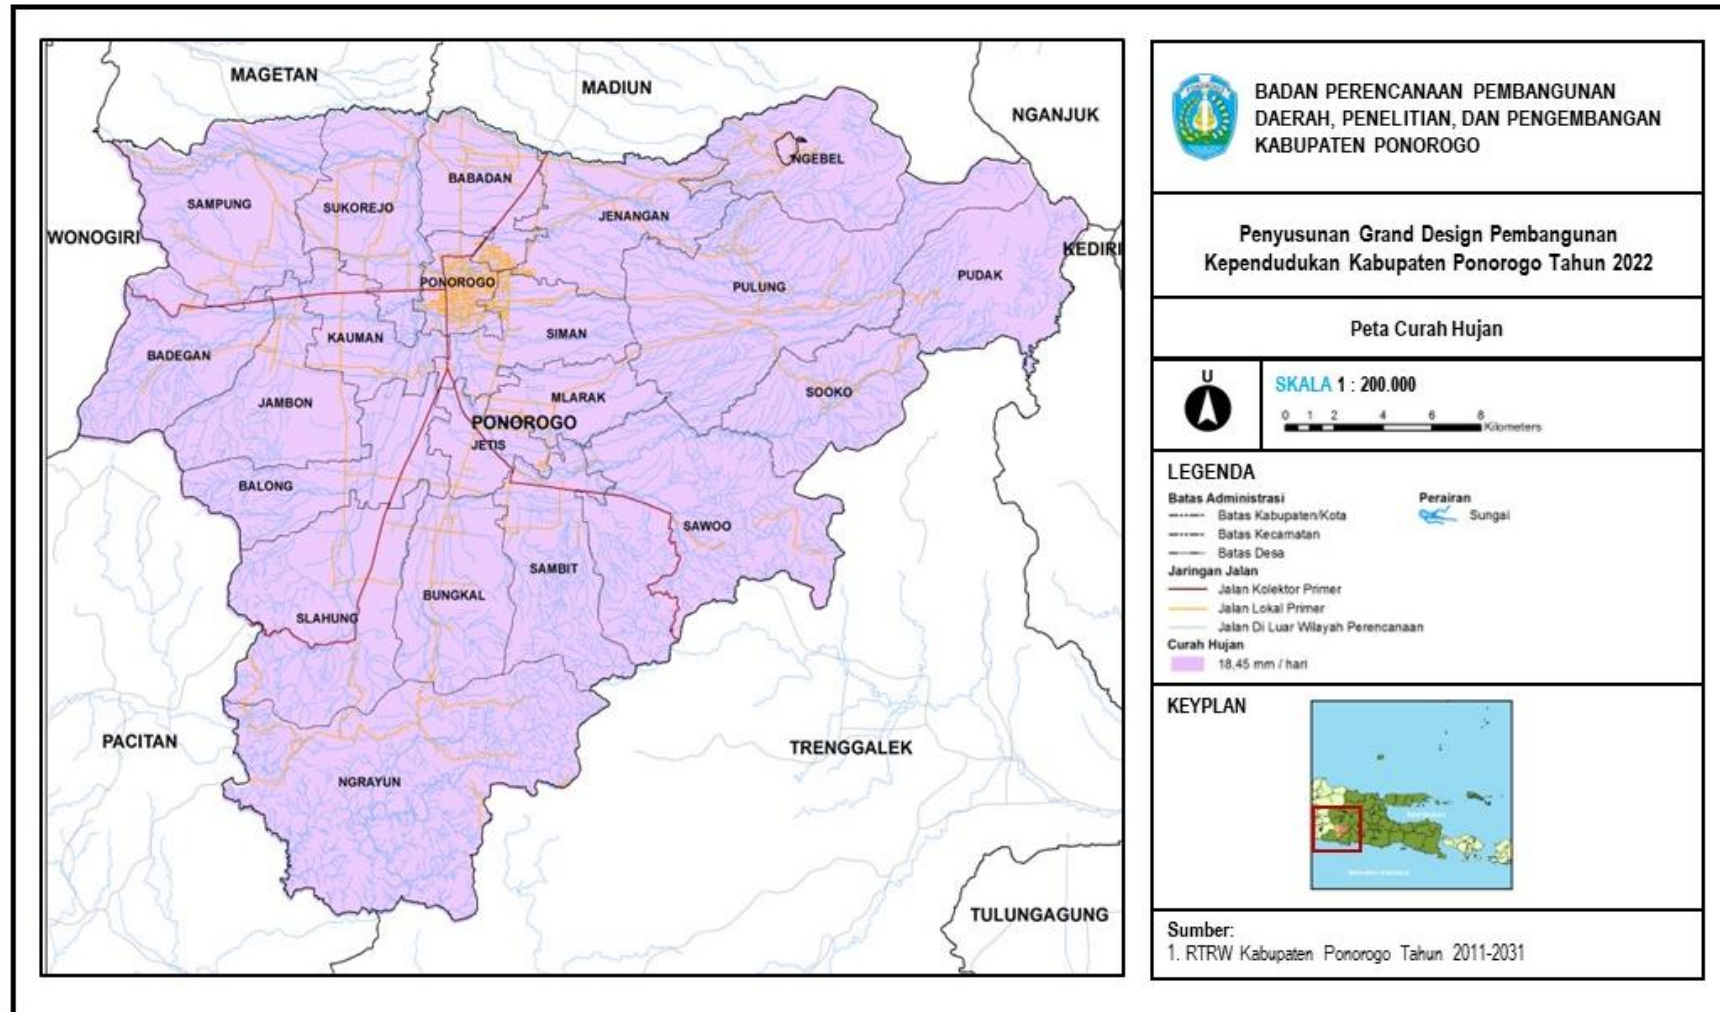 MAGETAN
MADIUN
NGANJUK
NGEBEL
BABADAN
SAMPUNG
SUKOREJO
JENANGAN
WONOGIRI
KEDIRI
PUDAK
PONOROGO
PULUNG
KAUMAN
SIMAN
BADEGAN
SOOKO
JAMBON
MLARAK
PONOROGO
JETIS
BALONG
SAWOO
SAMBIT
BUNGKAL
SLAHUNG
PACITAN
TRENGGALEK
NGRAYUN
TULUNGAGUNG
PONOROGO
BADAN PERENCANAAN PEMBANGUNAN
DAERAH, PENELITIAN, DAN PENGEMBANGAN
KABUPATEN PONOROGO
Penyusunan Grand Design Pembangunan
Kependudukan Kabupaten Ponorogo Tahun 2022
Peta Curah Hujan
U
SKALA 1 : 200.000
0 1 2 4 6 8
Kilometers
LEGENDA
Batas Administrasi
Batas Kabupaten/Kota
Batas Kecamatan
Batas Desa
Jaringan Jalan
Jalan Kolektor Primer
Jalan Lokal Primer
Jalan Di Luar Wilayah Perencanaan
Curah Hujan
18,45 mm / hari
Perairan
Sungai
KEYPLAN
Sumber:
1. RTRW Kabupaten Ponorogo Tahun 2011-2031